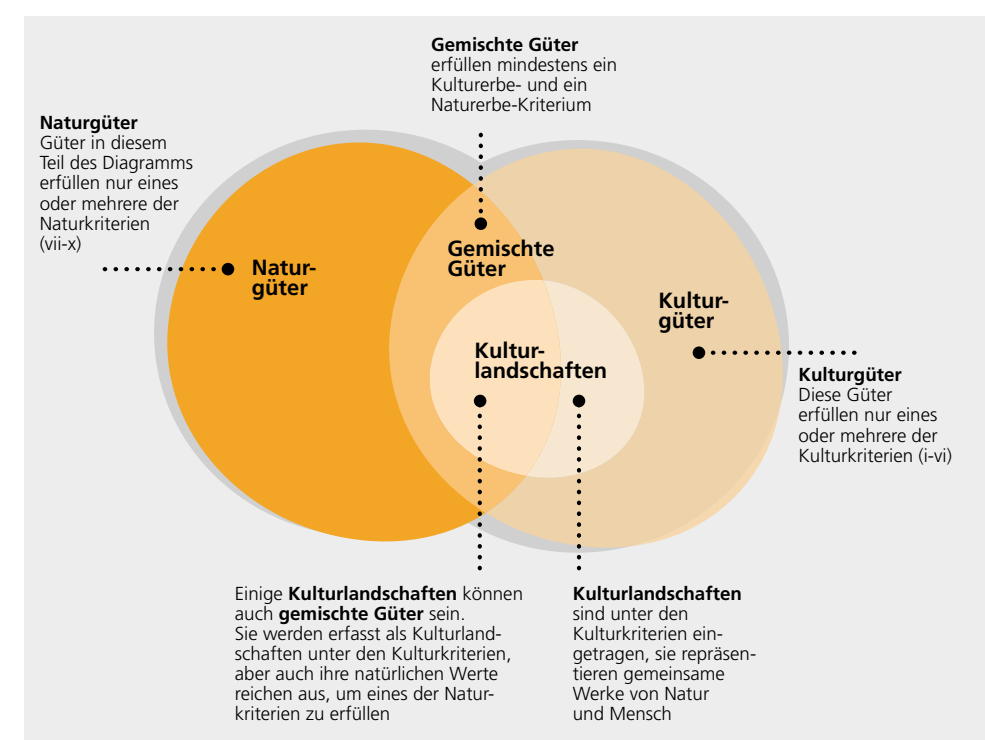 Gemischte Güter
erfüllen mindestens ein
Kulturerbe- und ein
Naturerbe-Kriterium
Naturgüter
Güter in diesem
Teil des Diagramms
erfüllen nur eines
oder mehrere der
Naturkriterien
(vii-x)
Natur-
güter
Gemischte
Güter
Kultur-
güter
Kultur-
landschaften
Kulturgüter
Diese Güter
erfüllen nur eines
oder mehrere der
Kulturkriterien (i-vi)
Einige Kulturlandschaften können
auch gemischte Güter sein.
Sie werden erfasst als Kulturland-
schaften unter den Kulturkriterien,
aber auch ihre natürlichen Werte
reichen aus, um eines der Natur-
kriterien zu erfüllen
Kulturlandschaften
sind unter den
Kulturkriterien ein-
getragen, sie repräsen-
tieren gemeinsame
Werke von Natur
und Mensch